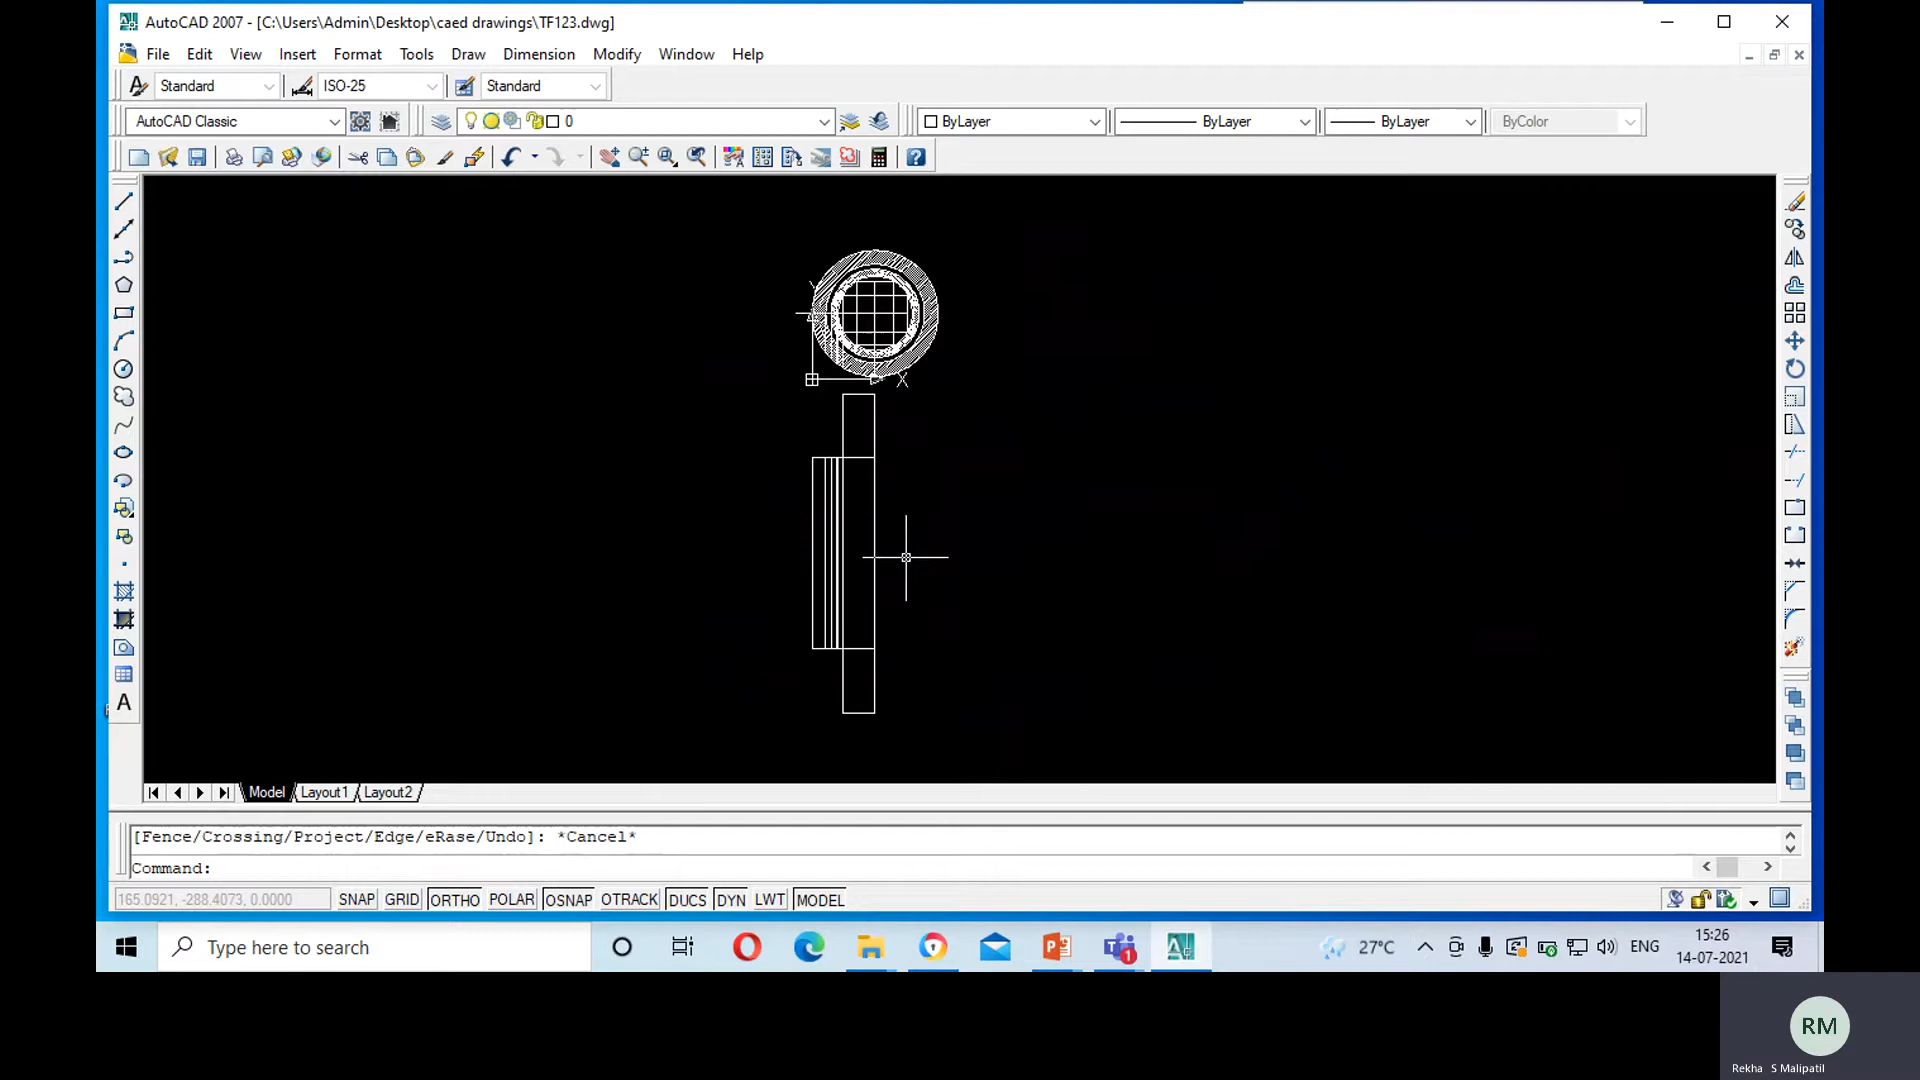 AutoCAD 2007 - [C:\Users\Admin\Desktop\caed drawings\TF123.dwg]
File Edit View Insert Format Tools Draw Dimension Modify Window Help
Standard ISO-25 Standard
AutoCAD Classic 0 ByLayer ByLayer ByLayer ByColor
Y
X
Model Layout1 Layout2
[Fence/Crossing/Project/Edge/eRase/Undo]: *Cancel*
Command:
165.0921, -288.4073, 0.0000 SNAP GRID ORTHO POLAR OSNAP OTRACK DUCS DYN LWT MODEL
Type here to search 1 27°C ENG 15:26
14-07-2021
RM
Rekha S Malipatil